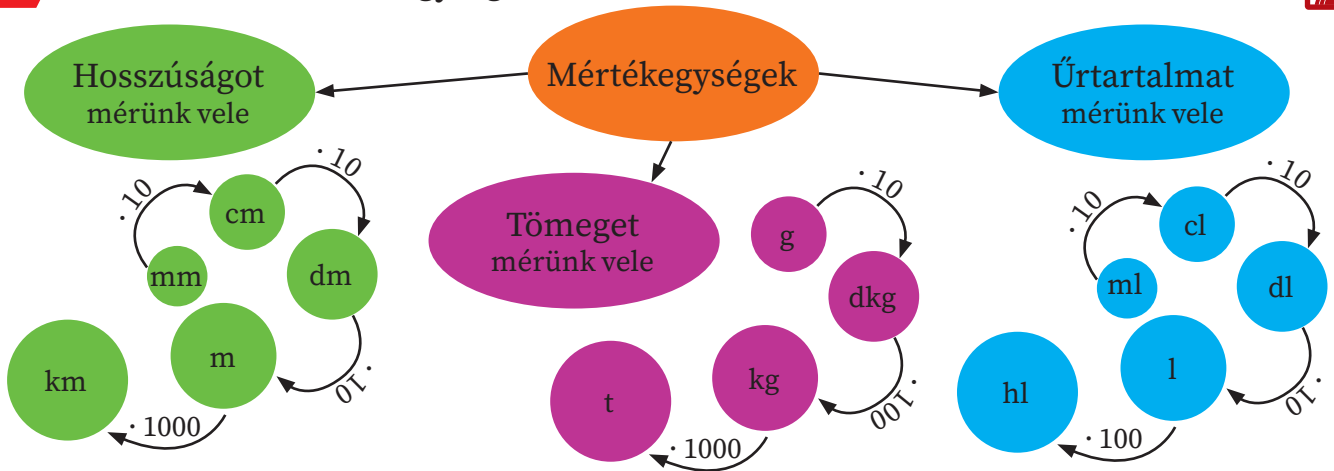 Mértékegységek
Hosszúságot
mérünk vele
· 10
· 10
cm
mm
dm
m
km
· 10
· 1000
Tömeget
mérünk vele
· 10
g
dkg
kg
t
· 100
· 1000
Űrtartalmat
mérünk vele
· 10
· 10
cl
ml
dl
l
hl
· 10
· 100